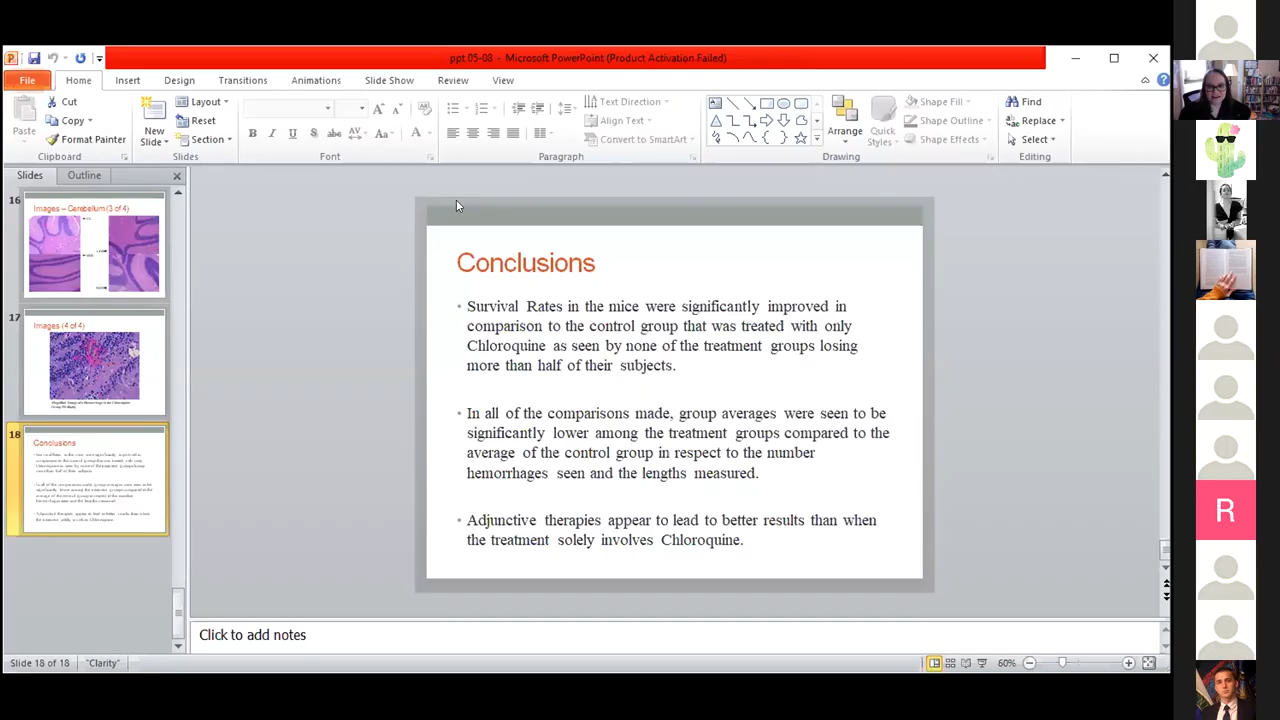 ppt 05-08 - Microsoft PowerPoint (Product Activation Failed)
File Home Insert Design Transitions Animations Slide Show Review View
Paste
Cut
Copy
Format Painter
Clipboard
New
Slide
Layout
Reset
Section
Slides
Font
Text Direction
Align Text
Convert to SmartArt
Paragraph
Arrange
Quick
Styles
Shape Fill
Shape Outline
Shape Effects
Drawing
Find
Replace
Select
Editing
Slides Outline
16
Images – Cerebellum (3 of 4)
17
Images (4 of 4)
18
Conclusions
Conclusions
• Survival Rates in the mice were significantly improved in
comparison to the control group that was treated with only
Chloroquine as seen by none of the treatment groups losing
more than half of their subjects.
• In all of the comparisons made, group averages were seen to be
significantly lower among the treatment groups compared to the
average of the control group in respect to the number
hemorrhages seen and the lengths measured.
• Adjunctive therapies appear to lead to better results than when
the treatment solely involves Chloroquine.
Click to add notes
Slide 18 of 18 "Clarity" 60%
R